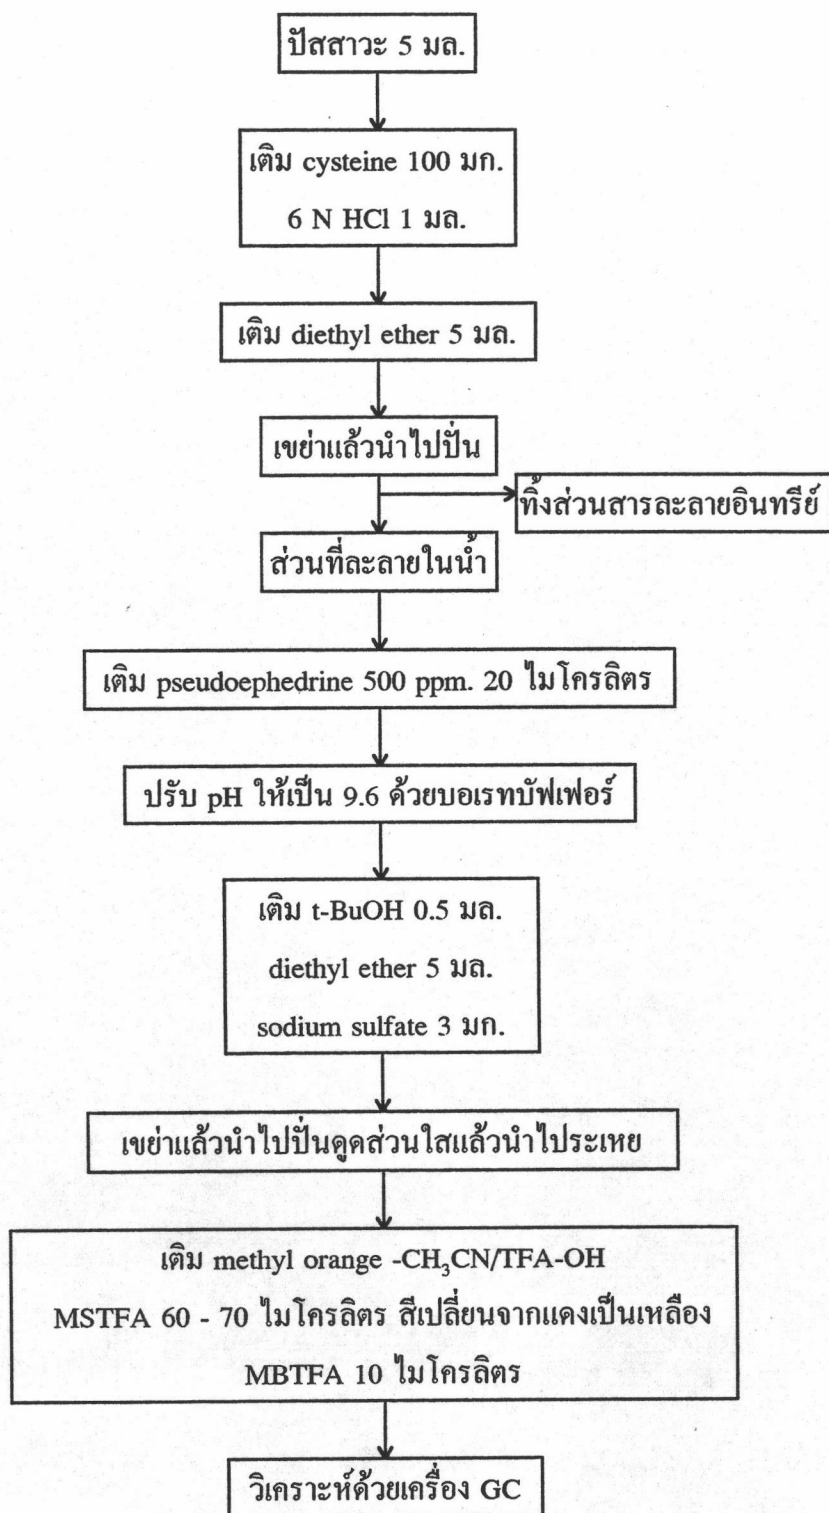 ปัสสาวะ 5 มล.
เติม cysteine 100 มก.
6 N HCl 1 มล.
เติม diethyl ether 5 มล.
เขย่าแล้วนำไปปั่น
ทิ้งส่วนสารละลายอินทรีย์
ส่วนที่ละลายในน้ำ
เติม pseudoephedrine 500 ppm. 20 ไมโครลิตร
ปรับ pH ให้เป็น 9.6 ด้วยบอเรทบัฟเฟอร์
เติม t-BuOH 0.5 มล.
diethyl ether 5 มล.
sodium sulfate 3 มก.
เขย่าแล้วนำไปปั่นดูดส่วนใสแล้วนำไประเหย
เติม methyl orange -CH₃CN/TFA-OH
MSTFA 60 - 70 ไมโครลิตร สีเปลี่ยนจากแดงเป็นเหลือง
MBTFA 10 ไมโครลิตร
วิเคราะห์ด้วยเครื่อง GC